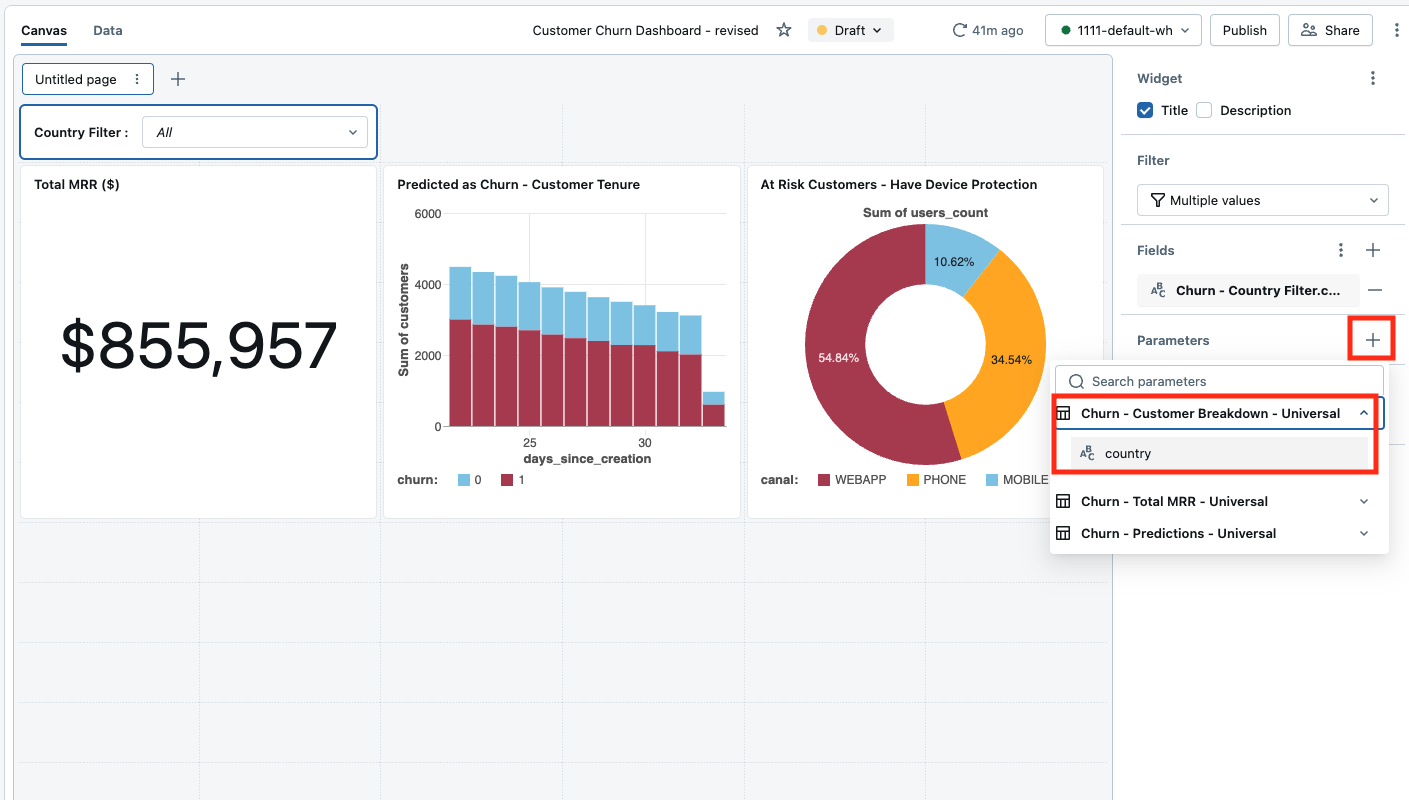 Canvas
Data
Customer Churn Dashboard - revised
Draft
41m ago
1111-default-wh
Publish
Share
Untitled page
Country Filter :
All
Total MRR ($)
$855,957
Predicted as Churn - Customer Tenure
6000
4000
2000
0
Sum of customers
25
30
days_since_creation
churn:
0
1
At Risk Customers - Have Device Protection
Sum of users_count
10.62%
54.84%
34.54%
canal:
WEBAPP
PHONE
MOBILE
Widget
Title
Description
Filter
Multiple values
Fields
ABC
Churn - Country Filter.c...
Parameters
Search parameters
Churn - Customer Breakdown - Universal
ABC
country
Churn - Total MRR - Universal
Churn - Predictions - Universal